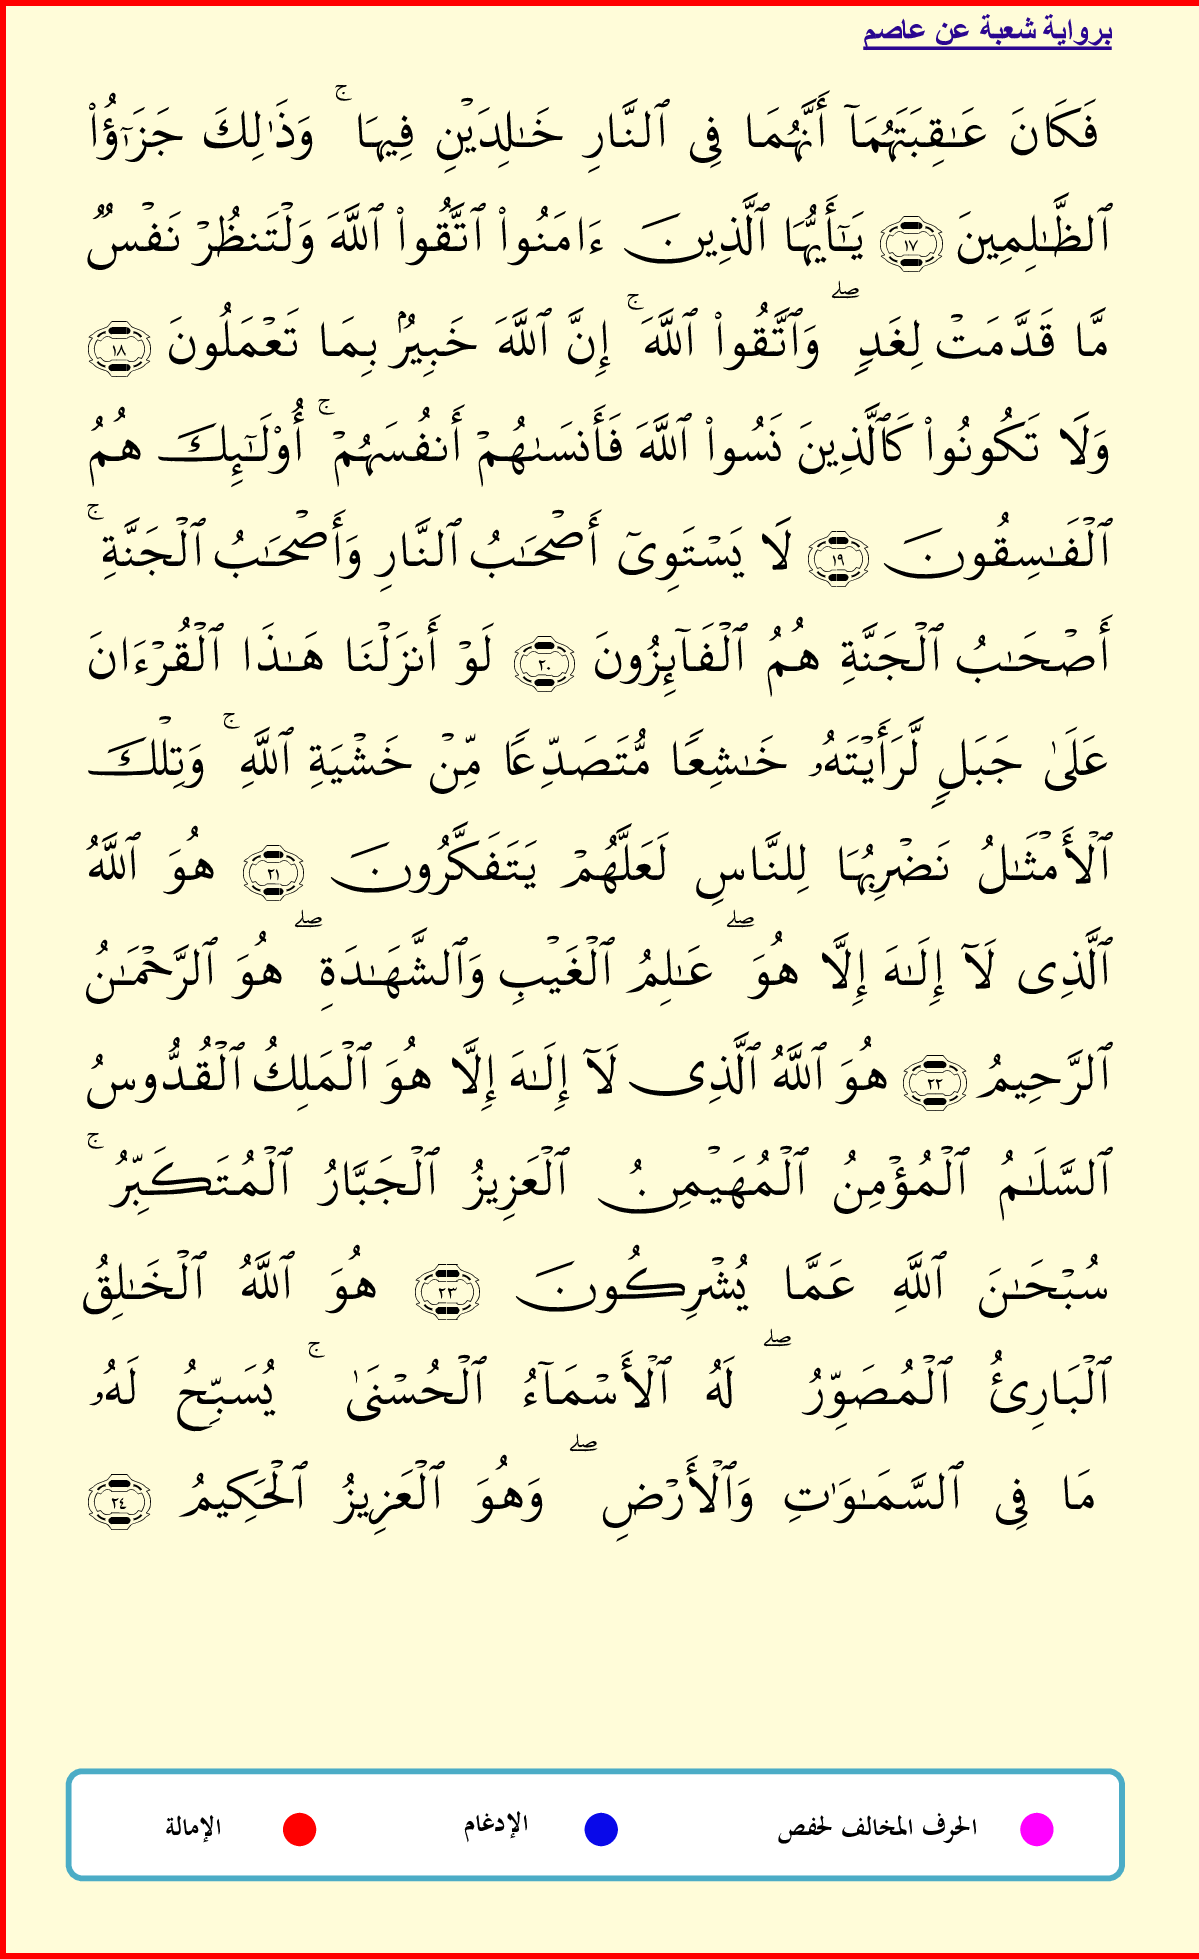 برواية شعبة عن عاصم
فَكَانَ عَـٰقِبَتَهُمَآ أَنَّهُمَا فِى ٱلنَّارِ خَـٰلِدَيۡنِ فِيهَا ۚ وَذَٰلِكَ جَزَـٰٓؤُا۟
ٱلظَّـٰلِمِينَ ١٧ يَـٰٓأَيُّهَا ٱلَّذِينَ ءَامَنُوا۟ ٱتَّقُوا۟ ٱللَّهَ وَلۡتَنظُرۡ نَفۡسٌ
مَّا قَدَّمَتۡ لِغَدٍ ۖ وَٱتَّقُوا۟ ٱللَّهَ ۚ إِنَّ ٱللَّهَ خَبِيرُۢ بِمَا تَعۡمَلُونَ ١٨
وَلَا تَكُونُوا۟ كَٱلَّذِينَ نَسُوا۟ ٱللَّهَ فَأَنسَىٰهُمۡ أَنفُسَهُمۡ ۚ أُو۟لَـٰٓئِكَ هُمُ
ٱلۡفَـٰسِقُونَ ١٩ لَا يَسۡتَوِىٓ أَصۡحَـٰبُ ٱلنَّارِ وَأَصۡحَـٰبُ ٱلۡجَنَّةِ ۚ
أَصۡحَـٰبُ ٱلۡجَنَّةِ هُمُ ٱلۡفَآئِزُونَ ٢٠ لَوۡ أَنزَلۡنَا هَـٰذَا ٱلۡقُرۡءَانَ
عَلَىٰ جَبَلٍ لَّرَأَيۡتَهُۥ خَـٰشِعًا مُّتَصَدِّعًا مِّنۡ خَشۡيَةِ ٱللَّهِ ۚ وَتِلۡكَ
ٱلۡأَمۡثَـٰلُ نَضۡرِبُهَا لِلنَّاسِ لَعَلَّهُمۡ يَتَفَكَّرُونَ ٢١ هُوَ ٱللَّهُ
ٱلَّذِى لَآ إِلَـٰهَ إِلَّا هُوَ ۖ عَـٰلِمُ ٱلۡغَيۡبِ وَٱلشَّهَـٰدَةِ ۖ هُوَ ٱلرَّحۡمَـٰنُ
ٱلرَّحِيمُ ٢٢ هُوَ ٱللَّهُ ٱلَّذِى لَآ إِلَـٰهَ إِلَّا هُوَ ٱلۡمَلِكُ ٱلۡقُدُّوسُ
ٱلسَّلَـٰمُ ٱلۡمُؤۡمِنُ ٱلۡمُهَيۡمِنُ ٱلۡعَزِيزُ ٱلۡجَبَّارُ ٱلۡمُتَكَبِّرُ ۚ
سُبۡحَـٰنَ ٱللَّهِ عَمَّا يُشۡرِكُونَ ٢٣ هُوَ ٱللَّهُ ٱلۡخَـٰلِقُ
ٱلۡبَارِئُ ٱلۡمُصَوِّرُ ۖ لَهُ ٱلۡأَسۡمَآءُ ٱلۡحُسۡنَىٰ ۚ يُسَبِّحُ لَهُۥ
مَا فِى ٱلسَّمَـٰوَٰتِ وَٱلۡأَرۡضِ ۖ وَهُوَ ٱلۡعَزِيزُ ٱلۡحَكِيمُ ٢٤
الحرف المخالف لحفص الإدغام الإمالة